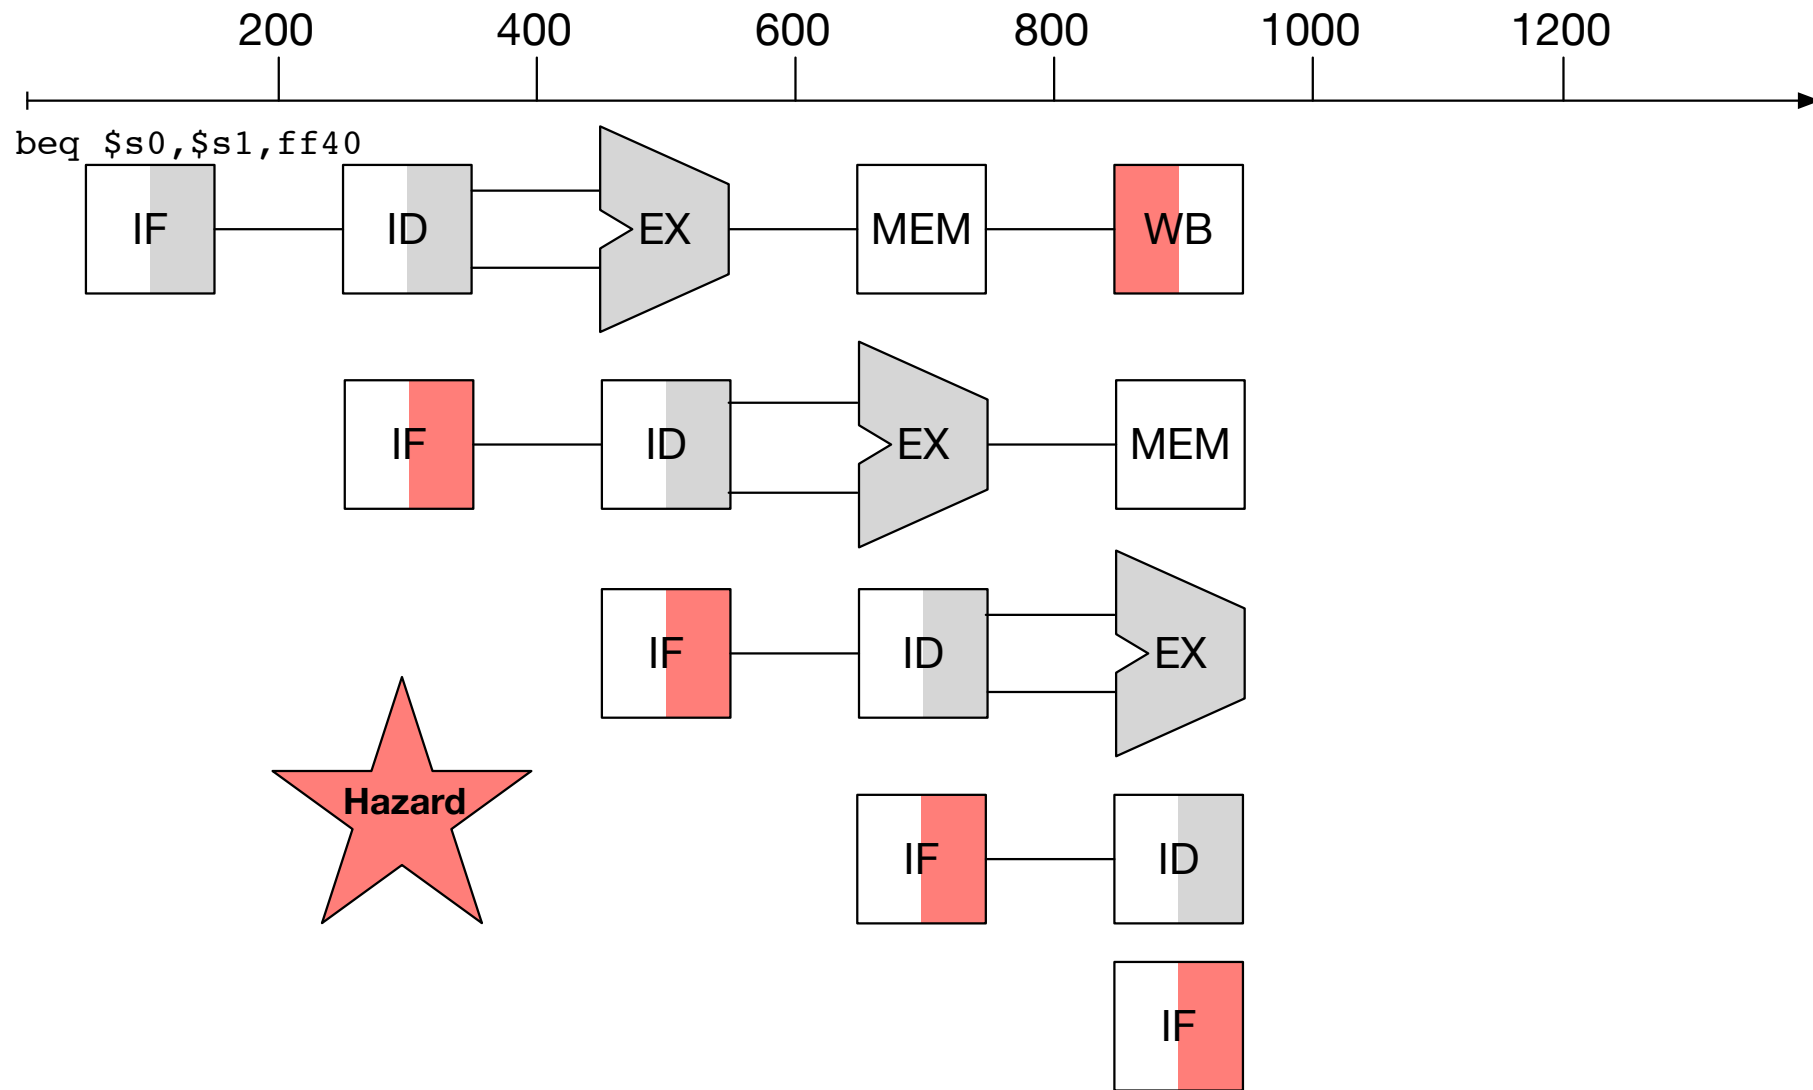 200 400 600 800 1000 1200
beq $s0,$s1,ff40
IF ID EX MEM WB
IF ID EX MEM
IF ID EX
Hazard
IF ID
IF